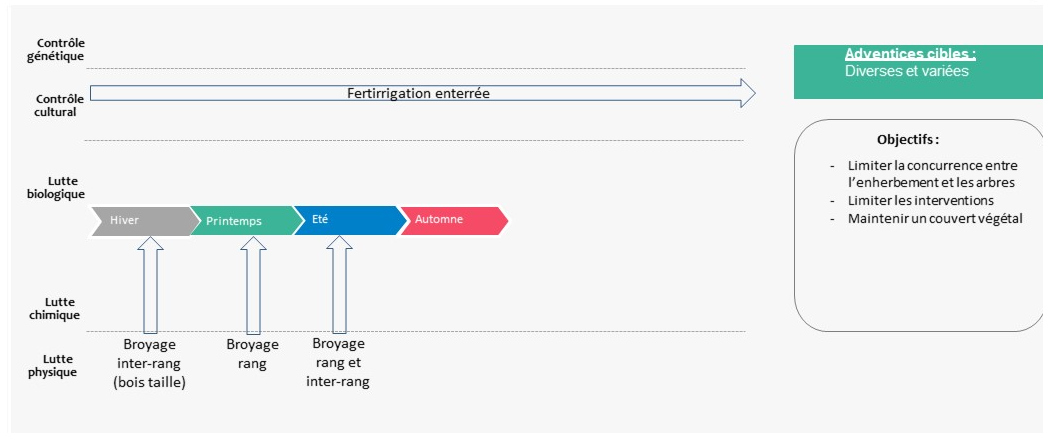 Contrôle
génétique
Contrôle
cultural
Fertirrigation enterrée
Lutte
biologique
Hiver
Printemps
Eté
Automne
Lutte
chimique
Lutte
physique
Broyage
inter-rang
(bois taille)
Broyage
rang
Broyage
rang et
inter-rang
Adventices cibles :
Diverses et variées
Objectifs :
- Limiter la concurrence entre
l'enherbement et les arbres
- Limiter les interventions
- Maintenir un couvert végétal